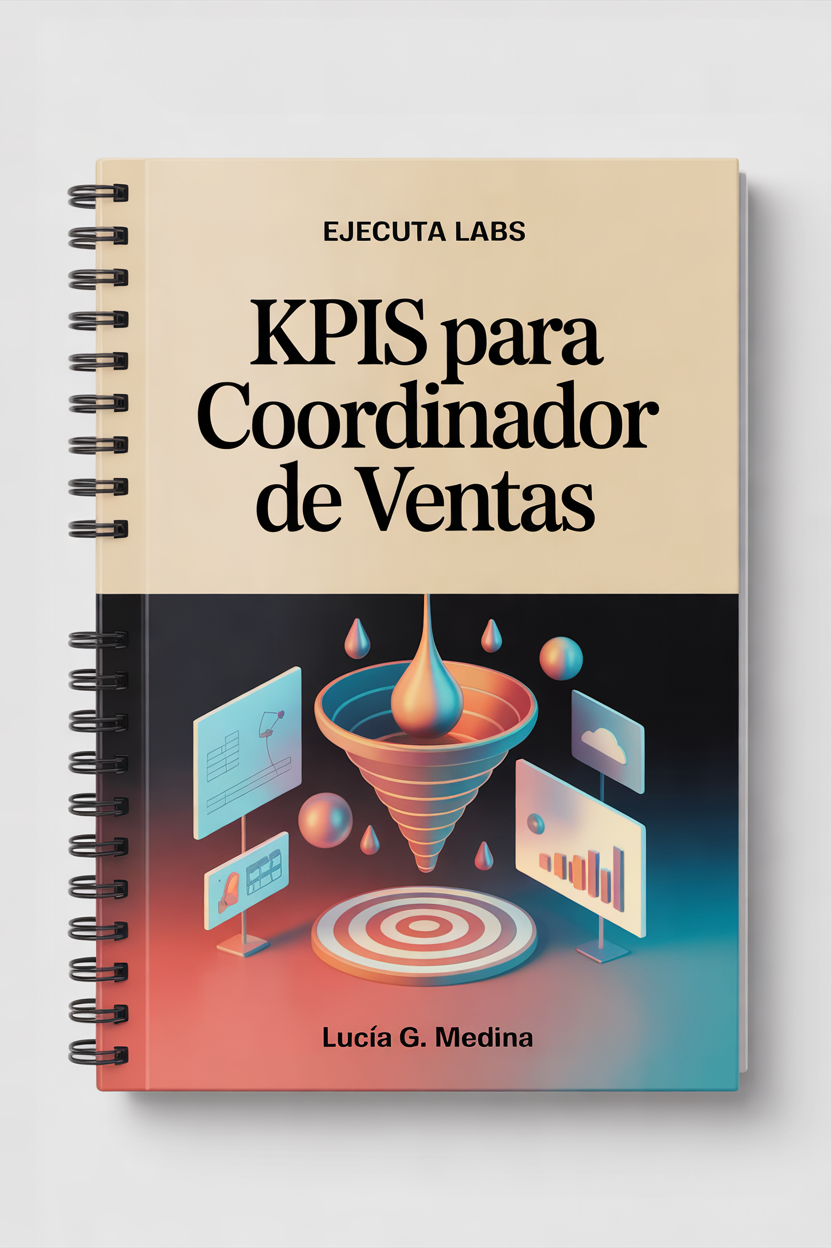 EJECUTA LABS
KPIS para
Coordinador
de Ventas
Lucía G. Medina